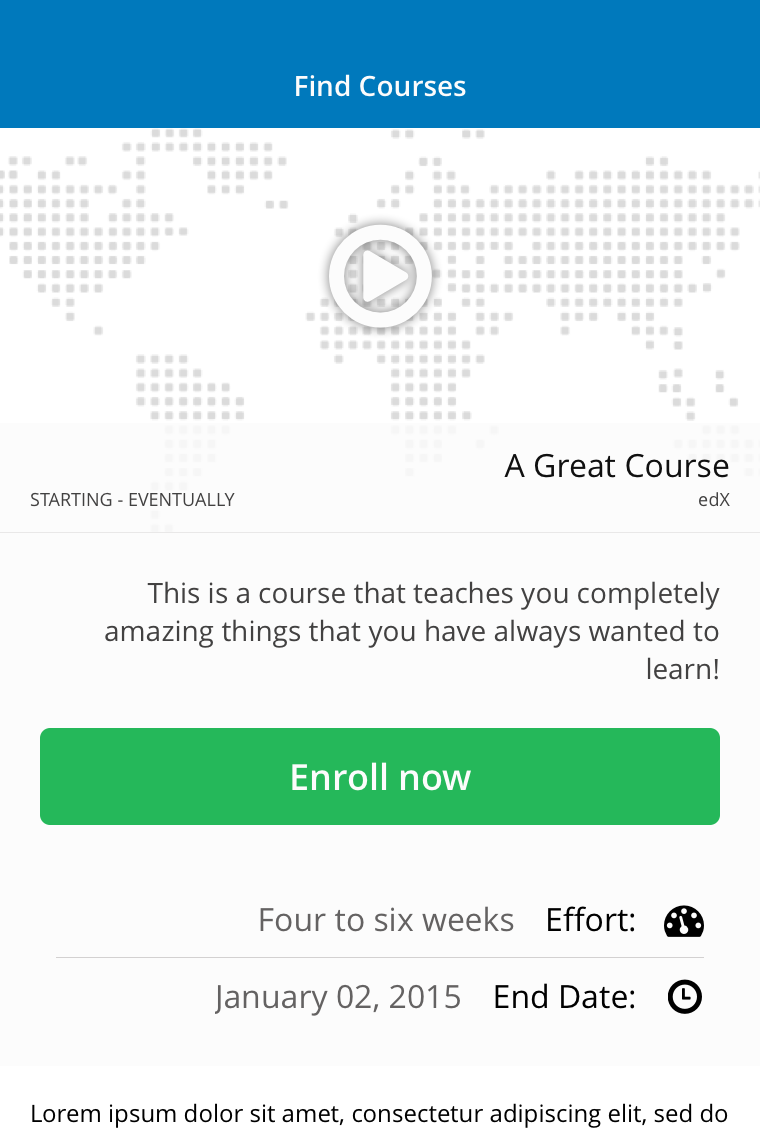 Find Courses
A Great Course
STARTING - EVENTUALLY
edX
This is a course that teaches you completely
amazing things that you have always wanted to
learn!
Enroll now
Four to six weeks Effort:
January 02, 2015 End Date:
Lorem ipsum dolor sit amet, consectetur adipiscing elit, sed do